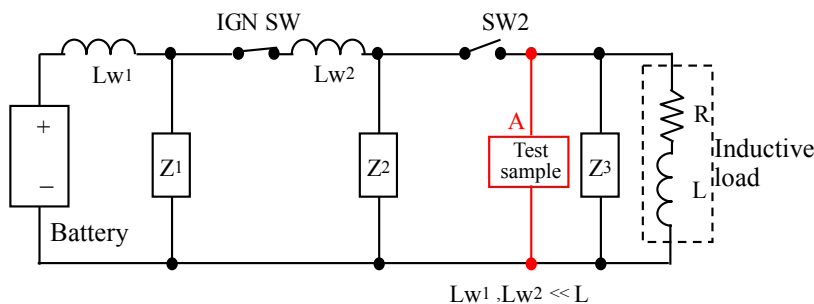 IGN SW
SW2
Lw1
Lw2
+
−
Z1
Z2
A
Test
sample
Z3
R
L
Inductive
load
Battery
Lw1 ,Lw2 << L